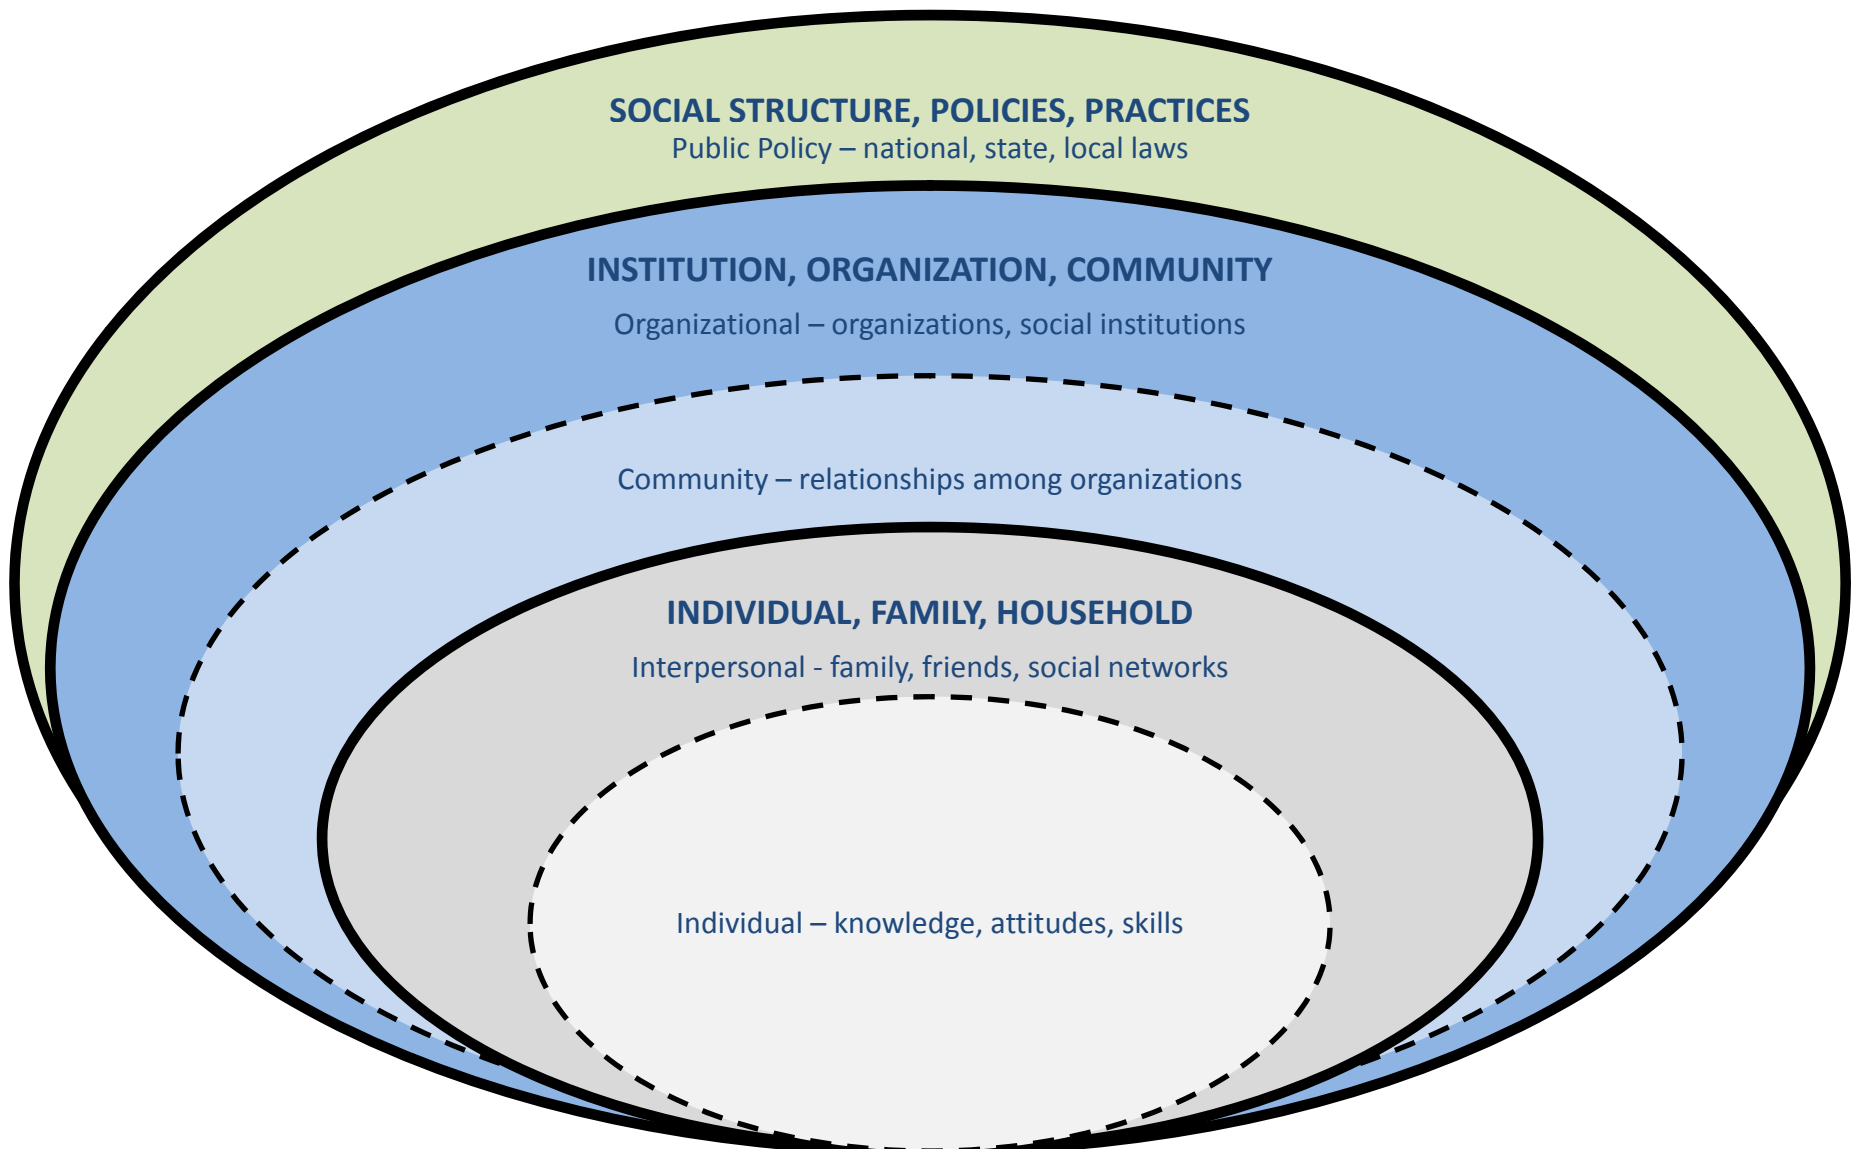 SOCIAL STRUCTURE, POLICIES, PRACTICES
Public Policy – national, state, local laws
INSTITUTION, ORGANIZATION, COMMUNITY
Organizational – organizations, social institutions
Community – relationships among organizations
INDIVIDUAL, FAMILY, HOUSEHOLD
Interpersonal - family, friends, social networks
Individual – knowledge, attitudes, skills